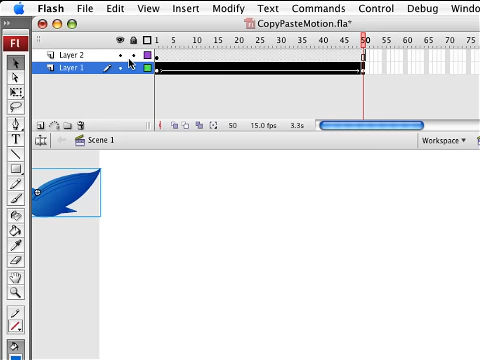 Flash File Edit View Insert Modify Text Commands Control Debug Windo
CopyPasteMotion.fla*
Fl
1 5 10 15 20 25 30 35 40 45 50 55 60 65 70 75
Layer 2
Layer 1
50 15.0 fps 3.3s
Scene 1
Workspace
T